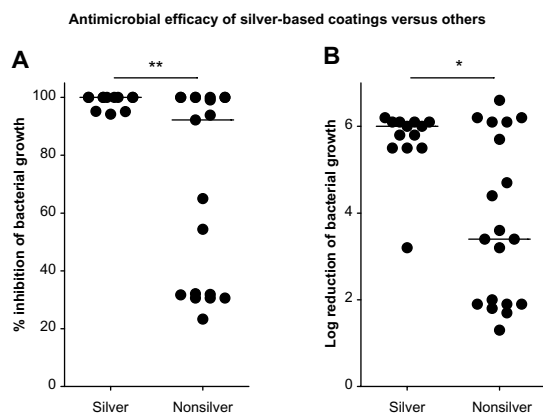 Antimicrobial efficacy of silver-based coatings versus others
A
**
% inhibition of bacterial growth
100
80
60
40
20
0
Silver
Nonsilver
B
*
Log reduction of bacterial growth
6
4
2
0
Silver
Nonsilver